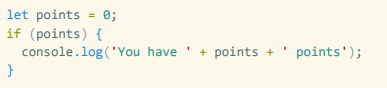 let points = 0;
if (points) {
  console.log('You have ' + points + ' points');
}